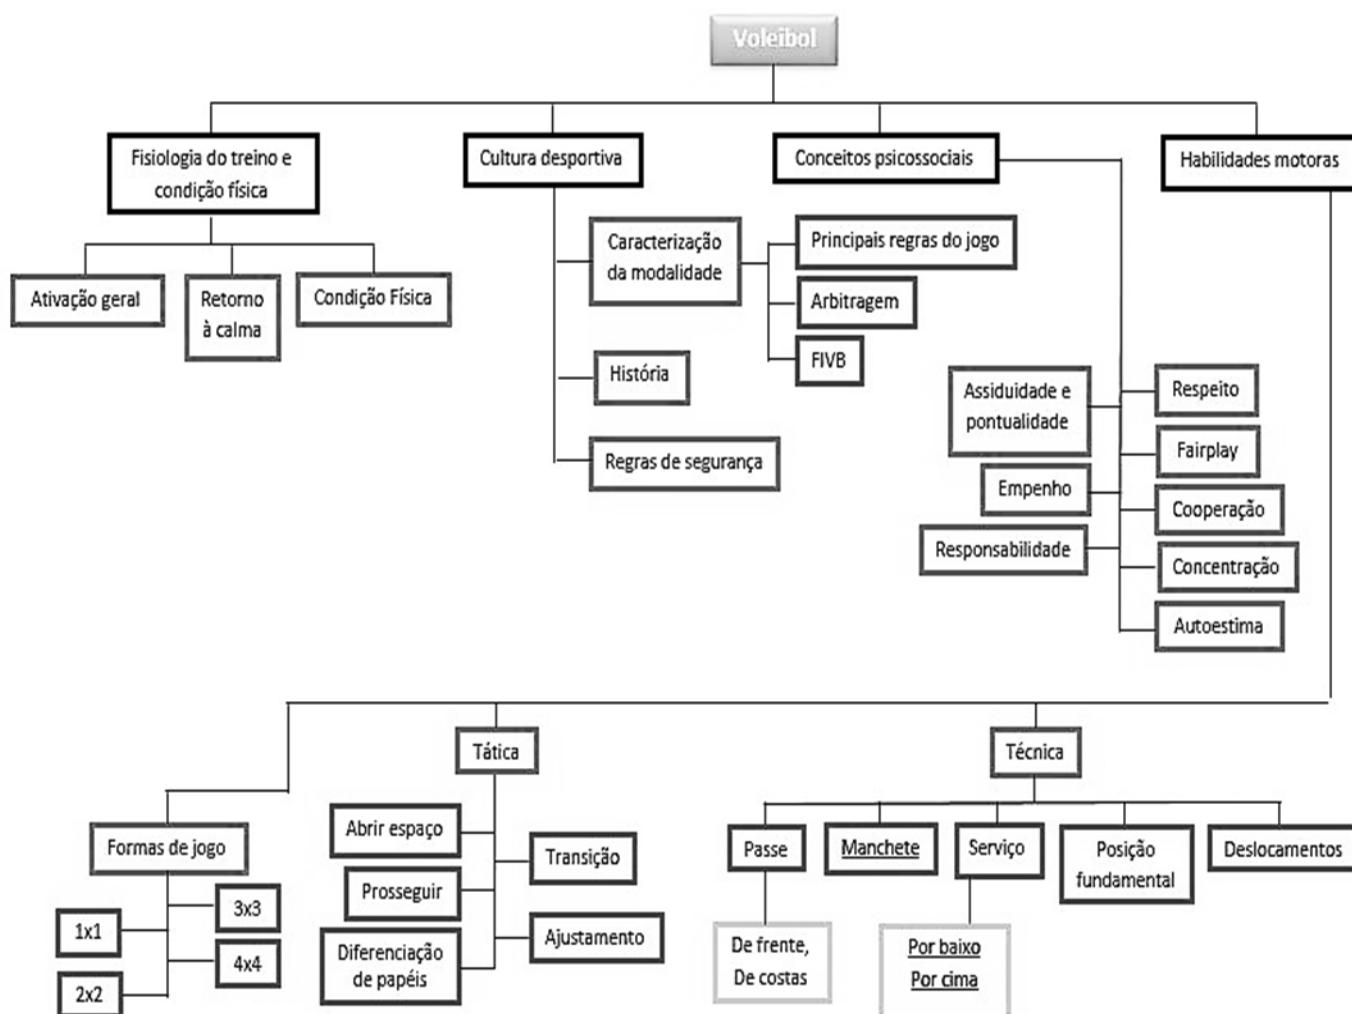 Voleibol
Fisiologia do treino e
condição física
Cultura desportiva
Conceitos psicossociais
Habilidades motoras
Ativação geral
Retorno
à calma
Condição Física
Caracterização
da modalidade
Principais regras do jogo
Arbitragem
FIVB
História
Regras de segurança
Assiduidade e
pontualidade
Empenho
Responsabilidade
Respeito
Fairplay
Cooperação
Concentração
Autoestima
Formas de jogo
1x1
2x2
3x3
4x4
Tática
Abrir espaço
Prosseguir
Diferenciação
de papéis
Transição
Ajustamento
Técnica
Passe
Manchete
Serviço
Posição
fundamental
Deslocamentos
De frente,
De costas
Por baixo
Por cima